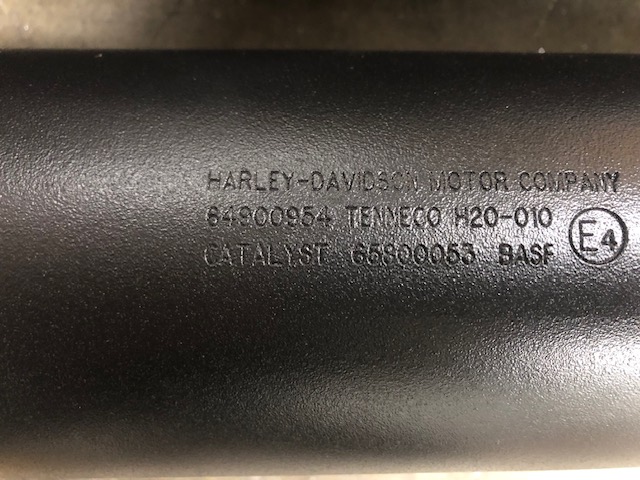 HARLEY-DAVIDSON MOTOR COMPANY
64900954 TENNECO H20-010
CATALYST 65800053 BASF E4